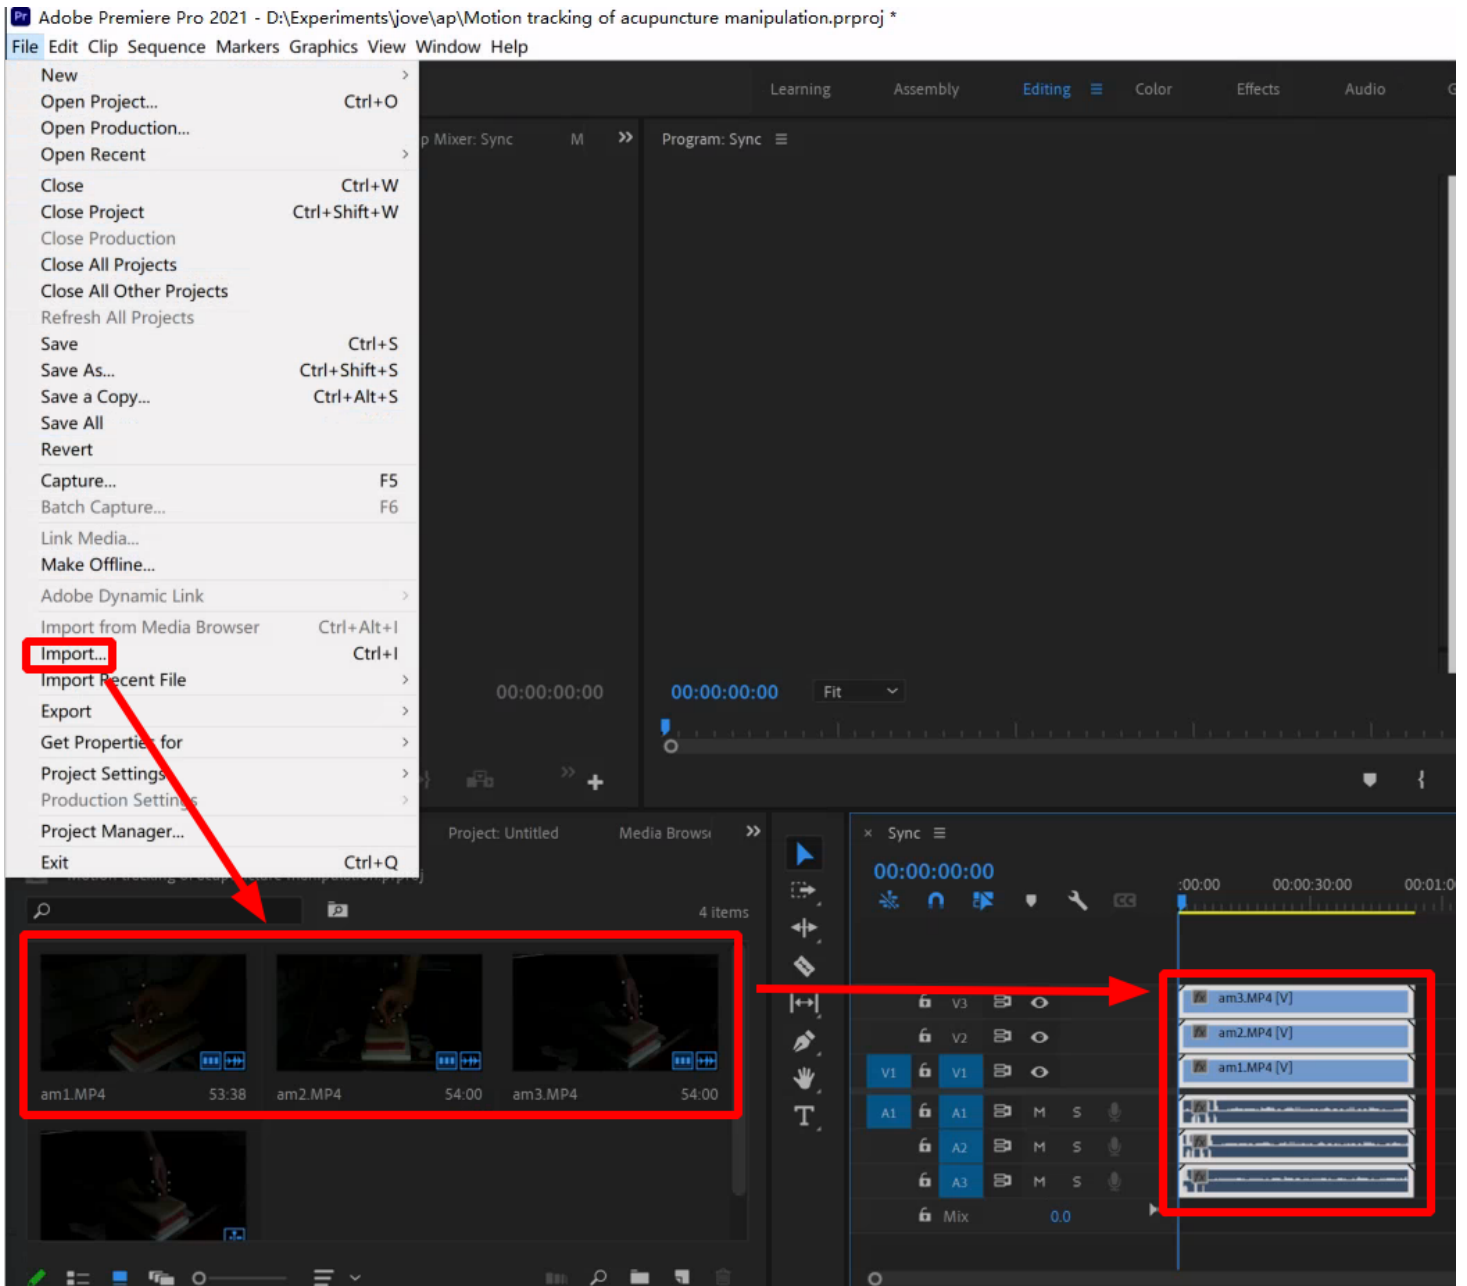 Pr Adobe Premiere Pro 2021 - D:\Experiments\jove\ap\Motion tracking of acupuncture manipulation.prproj *
File Edit Clip Sequence Markers Graphics View Window Help
New
Open Project... Ctrl+O
Open Production...
Open Recent
Close Ctrl+W
Close Project Ctrl+Shift+W
Close Production
Close All Projects
Close All Other Projects
Refresh All Projects
Save Ctrl+S
Save As... Ctrl+Shift+S
Save a Copy... Ctrl+Alt+S
Save All
Revert
Capture... F5
Batch Capture... F6
Link Media...
Make Offline...
Adobe Dynamic Link
Import from Media Browser Ctrl+Alt+I
Import... Ctrl+I
Import Recent File
Export
Get Properties for
Project Settings
Production Settings
Project Manager...
Exit Ctrl+Q
Learning Assembly Editing Color Effects Audio
p Mixer: Sync M
Program: Sync
00:00:00:00
00:00:00:00 Fit
Project: Untitled Media Browse
4 items
am1.MP4 53:38
am2.MP4 54:00
am3.MP4 54:00
× Sync
00:00:00:00
:00:00 00:00:30:00 00:01:0
V3 am3.MP4 [V]
V2 am2.MP4 [V]
V1 V1 am1.MP4 [V]
A1 A1 M S
A2 M S
A3 M S
Mix 0.0